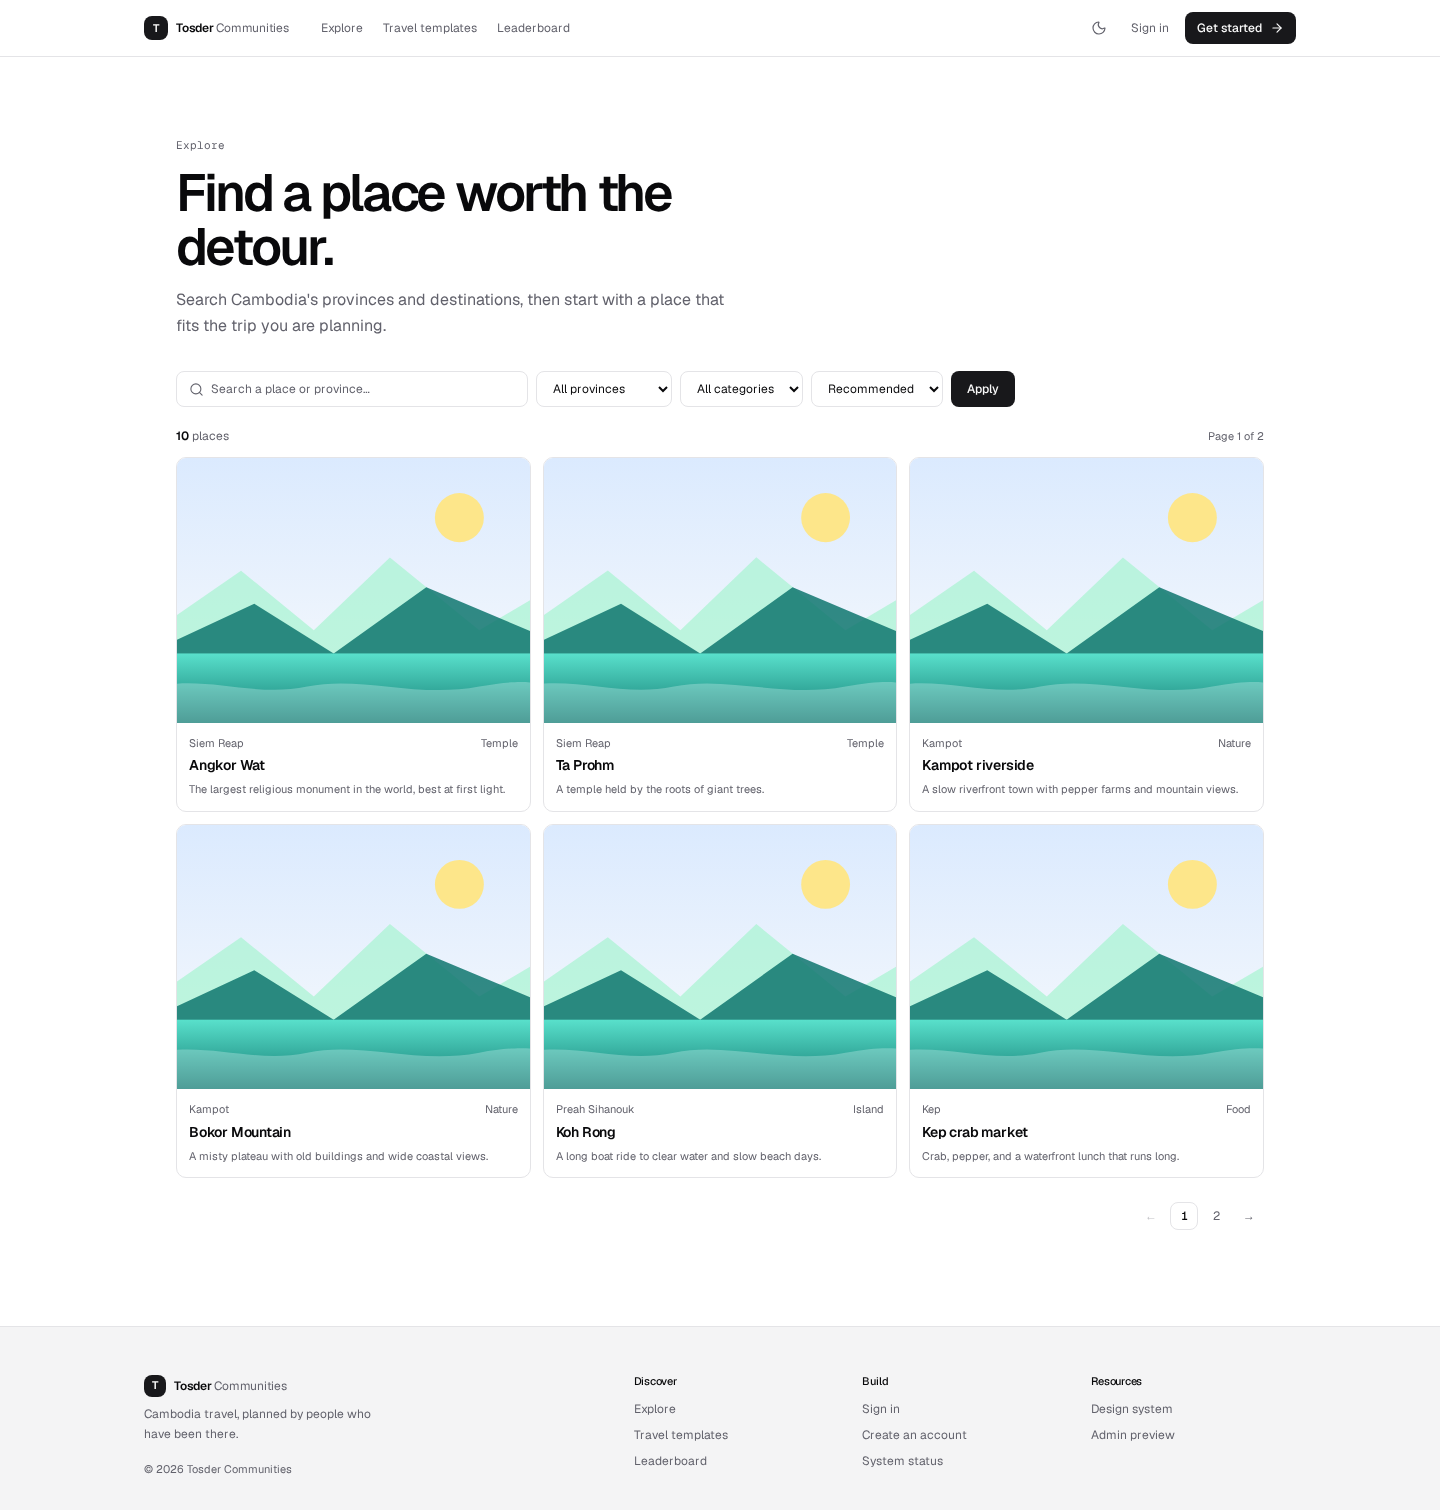 T Tosder Communities Explore Travel templates Leaderboard Sign in Get started →
Explore
Find a place worth the
detour.
Search Cambodia's provinces and destinations, then start with a place that
fits the trip you are planning.
Search a place or province... All provinces All categories Recommended Apply
10 places Page 1 of 2
Siem Reap Temple
Angkor Wat
The largest religious monument in the world, best at first light.
Siem Reap Temple
Ta Prohm
A temple held by the roots of giant trees.
Kampot Nature
Kampot riverside
A slow riverfront town with pepper farms and mountain views.
Kampot Nature
Bokor Mountain
A misty plateau with old buildings and wide coastal views.
Preah Sihanouk Island
Koh Rong
A long boat ride to clear water and slow beach days.
Kep Food
Kep crab market
Crab, pepper, and a waterfront lunch that runs long.
← 1 2 →
T Tosder Communities
Cambodia travel, planned by people who
have been there.
© 2026 Tosder Communities
Discover
Explore
Travel templates
Leaderboard
Build
Sign in
Create an account
System status
Resources
Design system
Admin preview